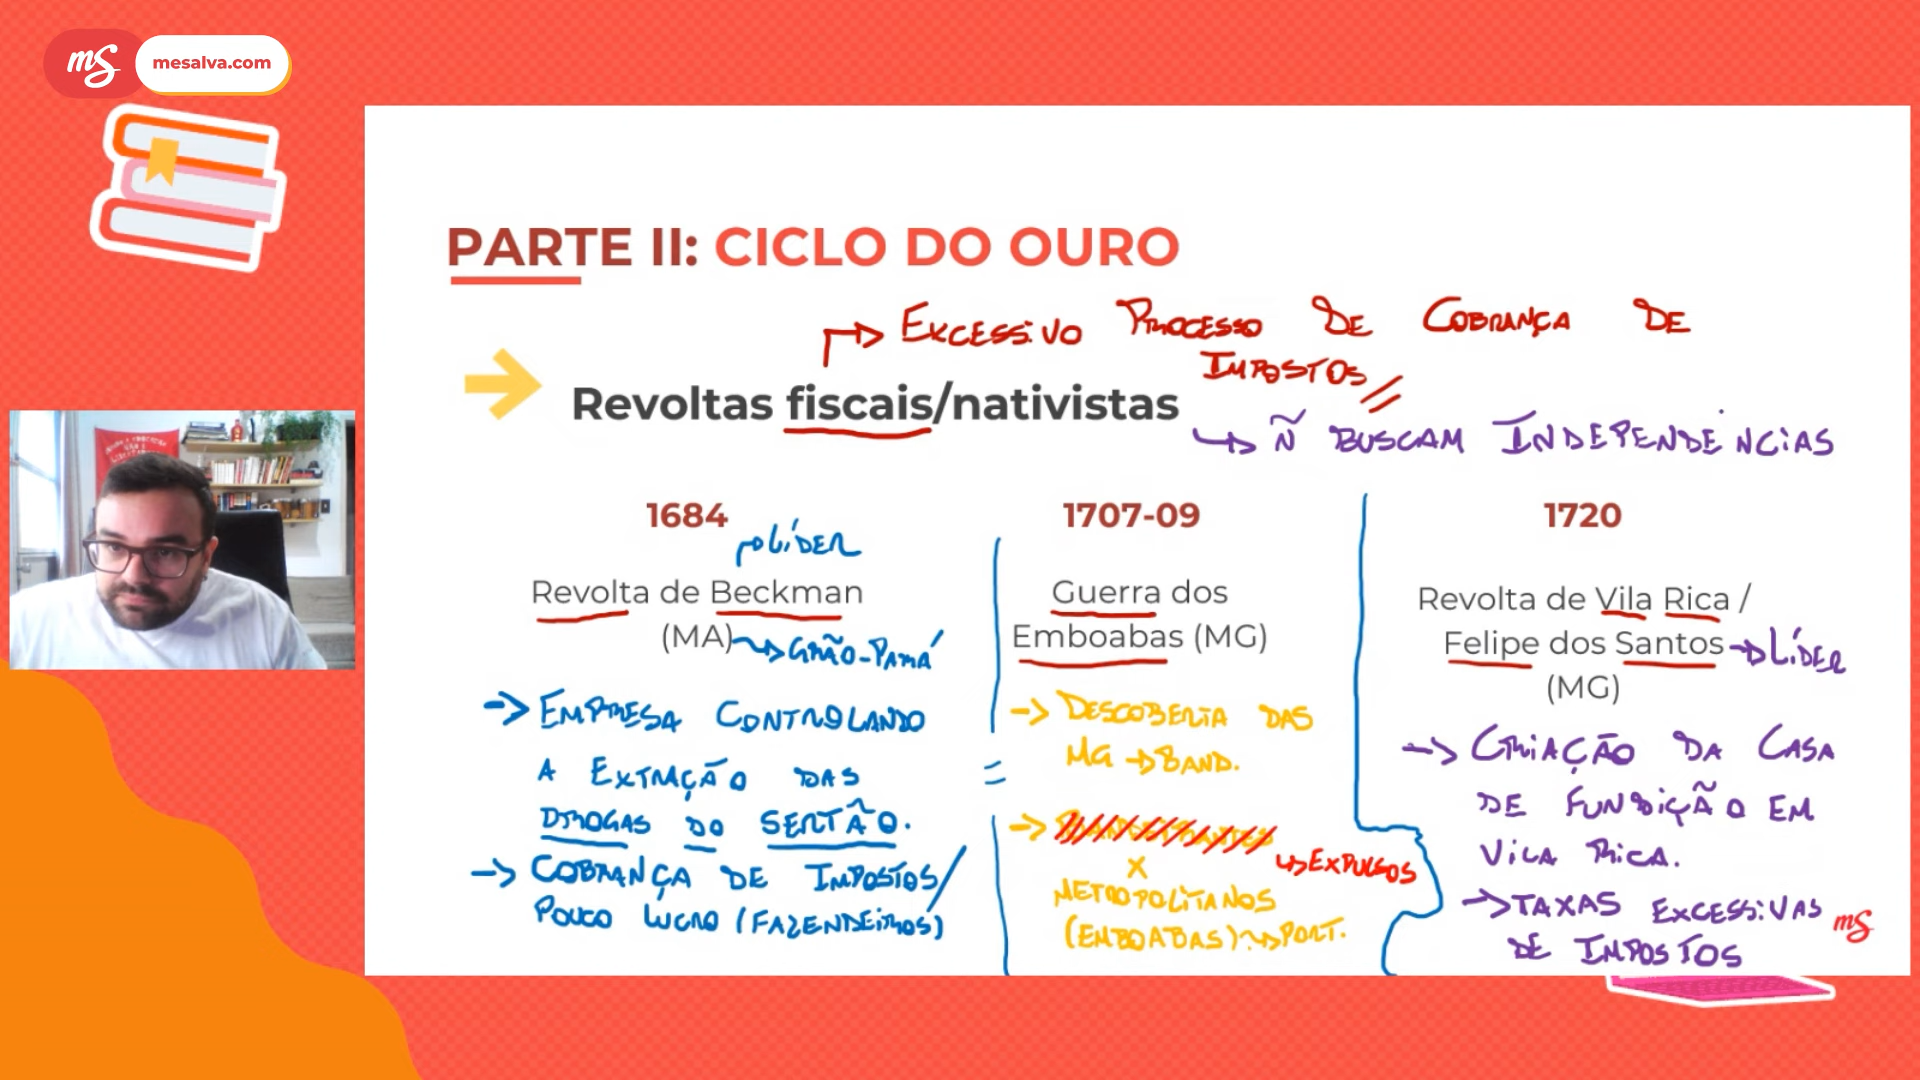 mS mesalva.com
PARTE II: CICLO DO OURO
EXCESSIVO PROCESSO DE COBRANÇA DE
IMPOSTOS
Revoltas fiscais/nativistas
Ñ BUSCAM INDEPENDÊNCIAS
1684
LÍDER
Revolta de Beckman
(MA)
GRÃO-PARÁ
EMPRESA CONTROLANDO
A EXTRAÇÃO DAS
DROGAS DO SERTÃO.
COBRANÇA DE IMPOSTOS/
POUCO LUCRO (FAZENDEIROS)
1707-09
Guerra dos
Emboabas (MG)
DESCOBERTA DAS
MG → BAND.
EXPULSOS
X
METROPOLITANOS
(EMBOABAS) PORT.
1720
Revolta de Vila Rica /
Felipe dos Santos
LÍDER
(MG)
CRIAÇÃO DA CASA
DE FUNDIÇÃO EM
VILA RICA.
TAXAS EXCESSIVAS
DE IMPOSTOS
mS